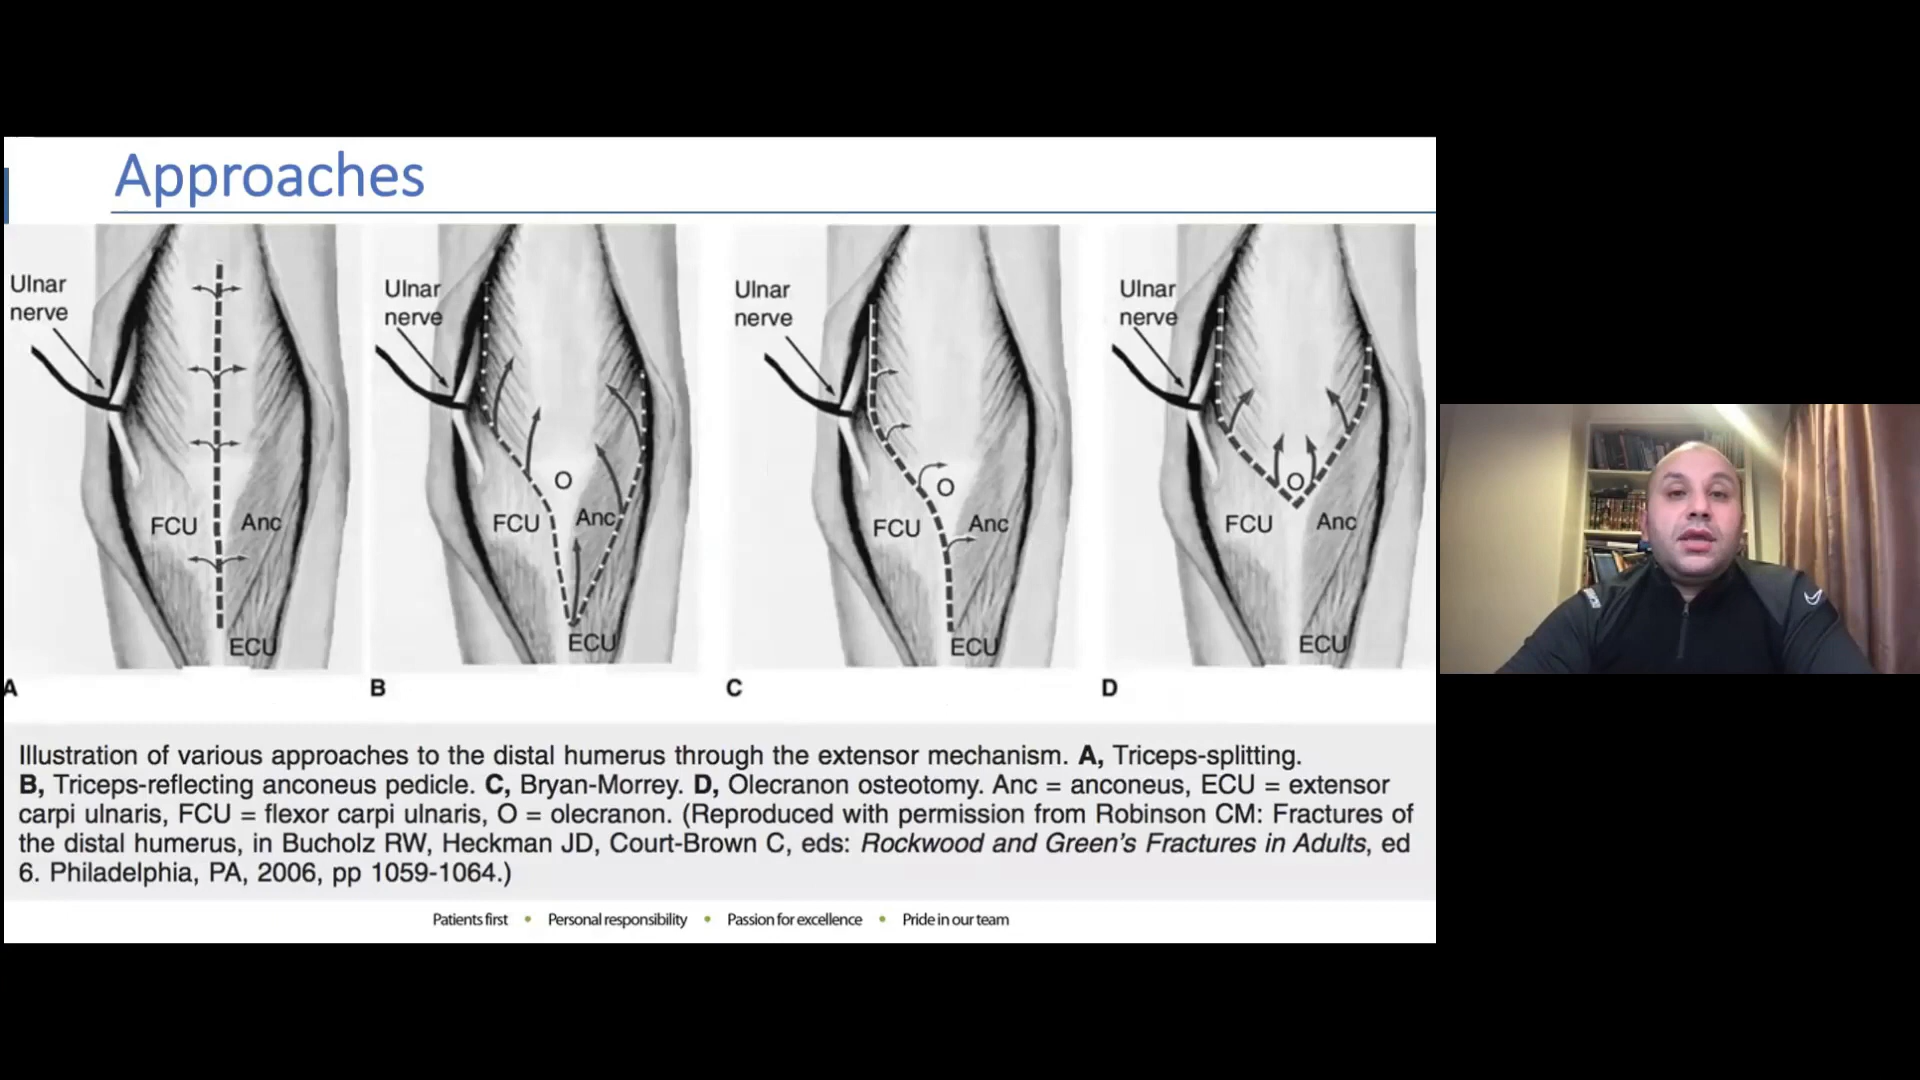 Approaches
Ulnar
nerve
FCU
Anc
ECU
A
Ulnar
nerve
O
FCU
Anc
ECU
B
Ulnar
nerve
O
FCU
Anc
ECU
C
Ulnar
nerve
O
FCU
Anc
ECU
D
Illustration of various approaches to the distal humerus through the extensor mechanism. A, Triceps-splitting.
B, Triceps-reflecting anconeus pedicle. C, Bryan-Morrey. D, Olecranon osteotomy. Anc = anconeus, ECU = extensor
carpi ulnaris, FCU = flexor carpi ulnaris, O = olecranon. (Reproduced with permission from Robinson CM: Fractures of
the distal humerus, in Bucholz RW, Heckman JD, Court-Brown C, eds: Rockwood and Green's Fractures in Adults, ed
6. Philadelphia, PA, 2006, pp 1059-1064.)
Patients first • Personal responsibility • Passion for excellence • Pride in our team